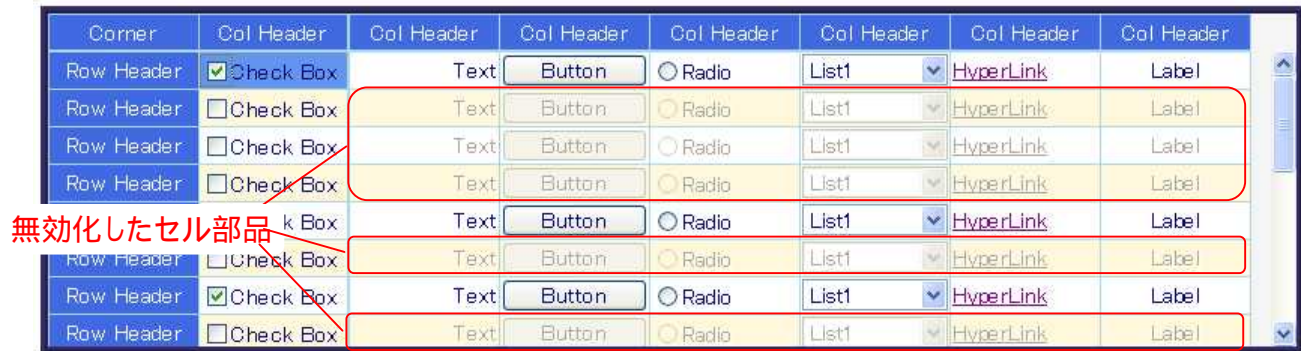 Corner Col Header Col Header Col Header Col Header Col Header Col Header Col Header
Row Header Check Box Text Button Radio List1 HyperLink Label
Row Header Check Box Text Button Radio List1 HyperLink Label
Row Header Check Box Text Button Radio List1 HyperLink Label
Row Header Check Box Text Button Radio List1 HyperLink Label
無効化したセル部品 k Box Text Button Radio List1 HyperLink Label
Row Header Check Box Text Button Radio List1 HyperLink Label
Row Header Check Box Text Button Radio List1 HyperLink Label
Row Header Check Box Text Button Radio List1 HyperLink Label